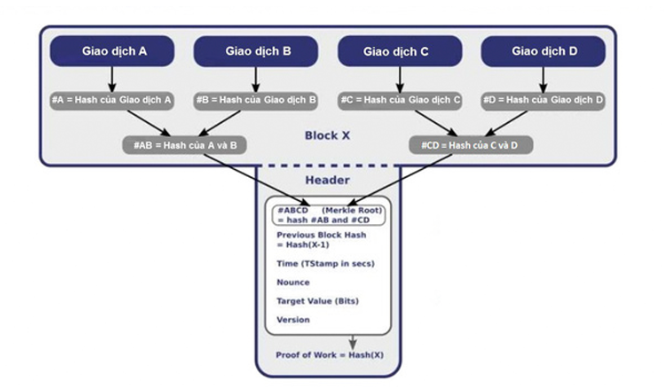 Giao dịch A
Giao dịch B
Giao dịch C
Giao dịch D
#A = Hash của Giao dịch A
#B = Hash của Giao dịch B
#C = Hash của Giao dịch C
#D = Hash của Giao dịch D
#AB = Hash của A và B
Block X
#CD = Hash của C và D
Header
#ABCD (Merkle Root)
= hash #AB and #CD
Previous Block Hash
= Hash(X-1)
Time (TStamp in secs)
Nounce
Target Value (Bits)
Version
Proof of Work = Hash(X)